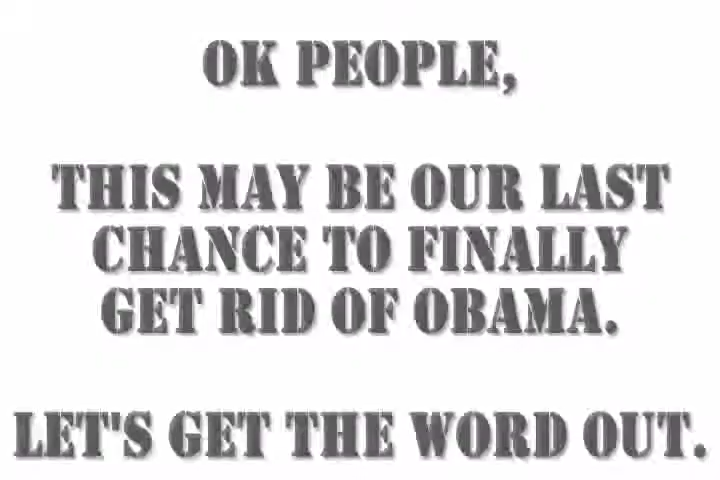 OK PEOPLE,
THIS MAY BE OUR LAST
CHANCE TO FINALLY
GET RID OF OBAMA.
LET'S GET THE WORD OUT.